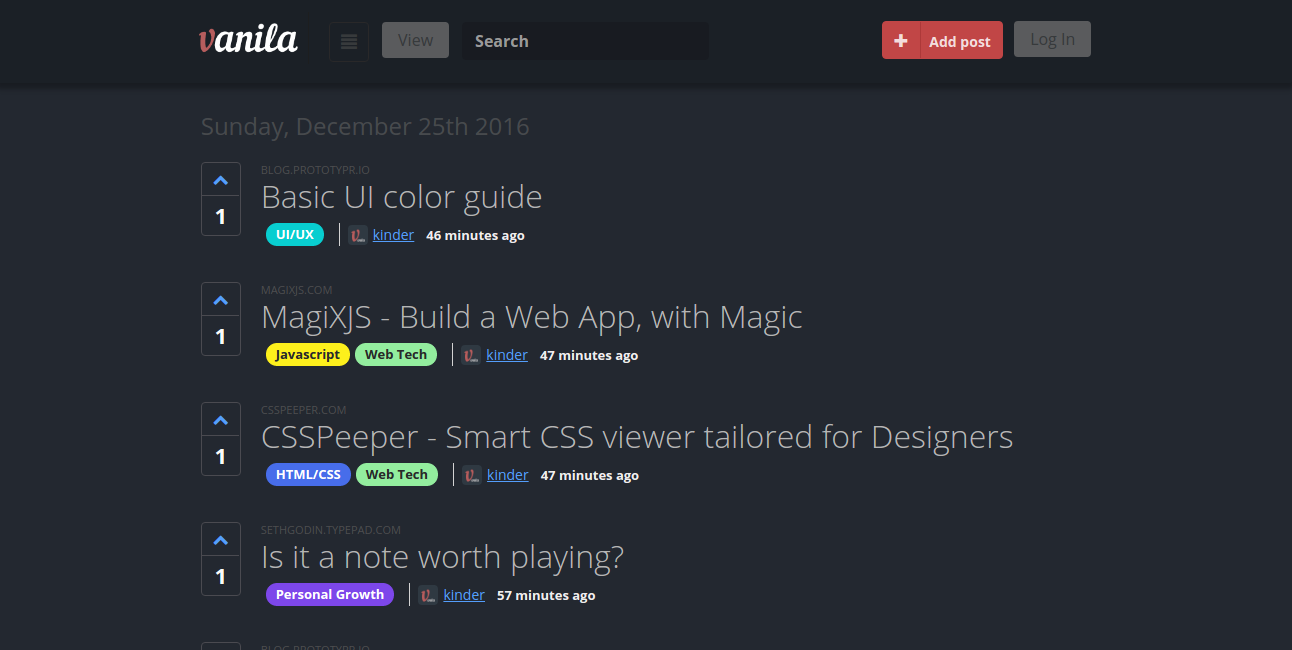 vanila View Search + Add post Log In
Sunday, December 25th 2016
BLOG.PROTOTYPR.IO
Basic UI color guide
1
UI/UX kinder 46 minutes ago
MAGIXJS.COM
MagiXJS - Build a Web App, with Magic
1
Javascript Web Tech kinder 47 minutes ago
CSSPEEPER.COM
CSSPeeper - Smart CSS viewer tailored for Designers
1
HTML/CSS Web Tech kinder 47 minutes ago
SETHGODIN.TYPEPAD.COM
Is it a note worth playing?
1
Personal Growth kinder 57 minutes ago
BLOG.PROTOTYPR.IO